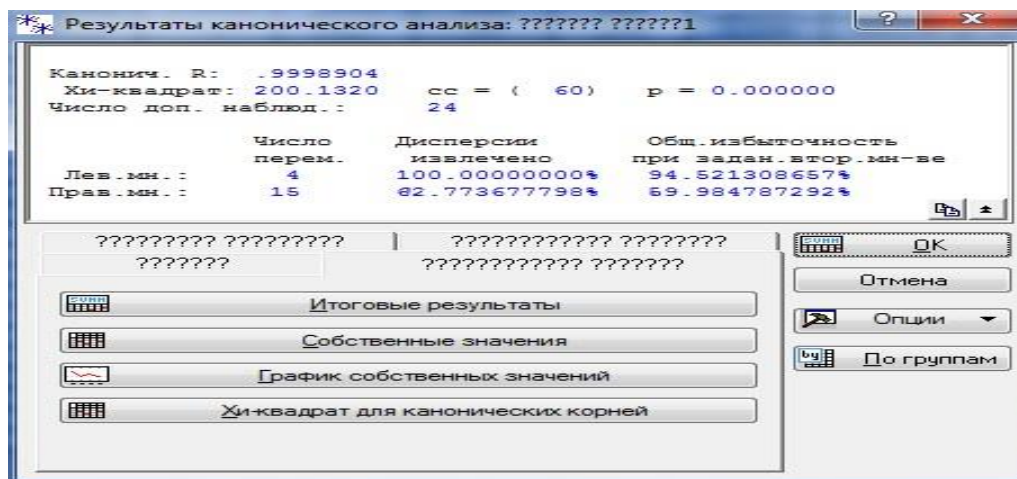 Результаты канонического анализа: ??????? ??????1
Канонич. R: .9998904
Хи-квадрат: 200.1320 сс = ( 60) p = 0.000000
Число доп. наблюд.: 24
Число Дисперсии Общ.избыточность
перем. извлечено при задан.втор.мн-ве
Лев.мн.: 4 100.00000000% 94.521308657%
Прав.мн.: 15 62.773677798% 59.984787292%
????????? ????????? ???????????? ????????
??????? ???????????? ???????
Итоговые результаты
Собственные значения
График собственных значений
Хи-квадрат для канонических корней
OK
Отмена
Опции
По группам